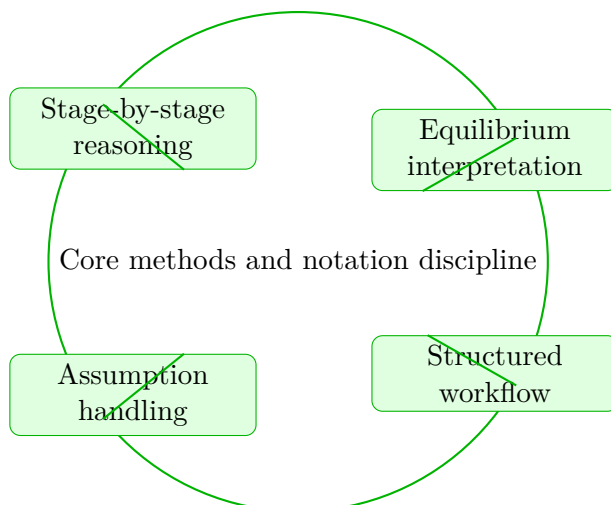 Stage-by-stage
reasoning
Equilibrium
interpretation
Core methods and notation discipline
Assumption
handling
Structured
workflow